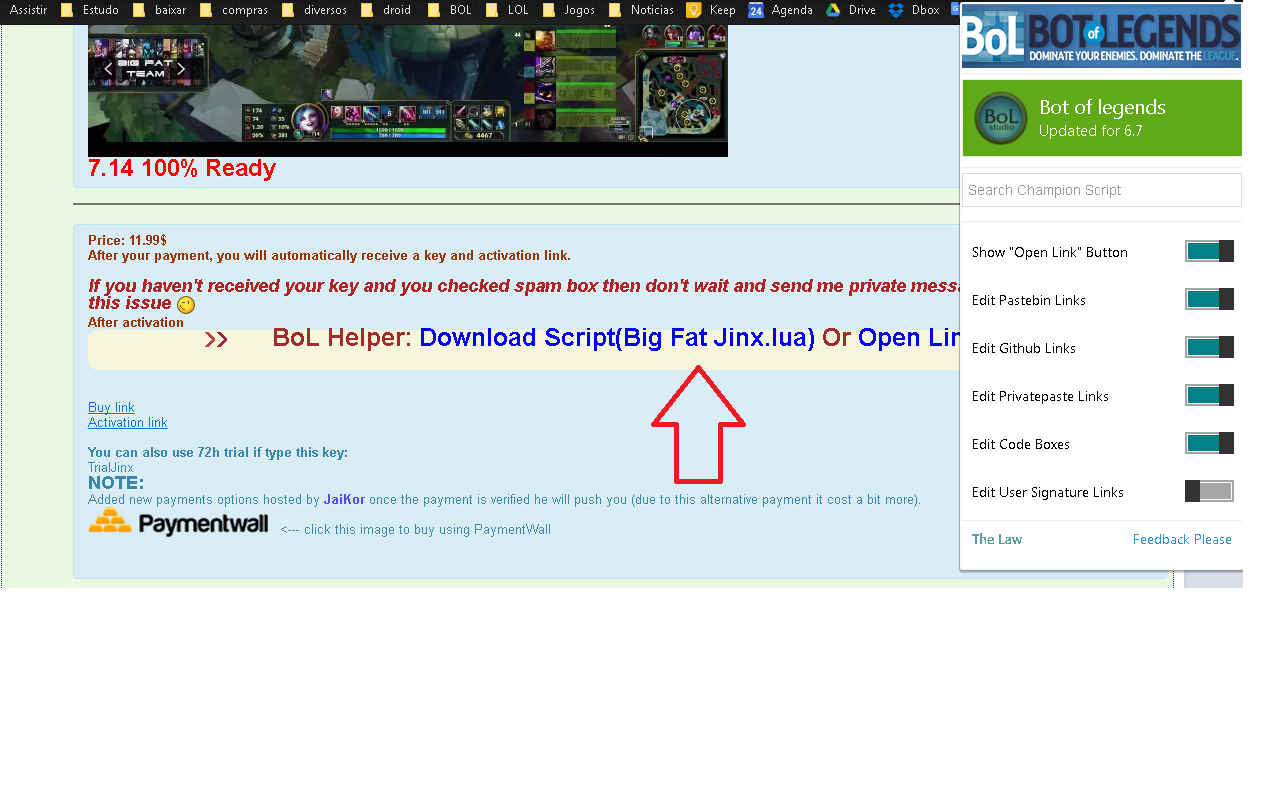 Assistir Estudo baixar compras diversos droid BOL LOL Jogos Noticias Keep 24 Agenda Drive Dbox
BIG FAT
TEAM
4467
7.14 100% Ready
Price: 11.99$
After your payment, you will automatically receive a key and activation link.
If you haven't received your key and you checked spam box then don't wait and send me private messa
this issue
After activation
>> BoL Helper: Download Script(Big Fat Jinx.lua) Or Open Lin
Buy link
Activation link
You can also use 72h trial if type this key:
TrialJinx
NOTE:
Added new payments options hosted by JaiKor once the payment is verified he will push you (due to this alternative payment it cost a bit more).
Paymentwall <--- click this image to buy using PaymentWall
BoL BOT of LEGENDS
DOMINATE YOUR ENEMIES. DOMINATE THE LEAGUE.
BoL studio
Bot of legends
Updated for 6.7
Search Champion Script
Show "Open Link" Button
Edit Pastebin Links
Edit Github Links
Edit Privatepaste Links
Edit Code Boxes
Edit User Signature Links
The Law Feedback Please